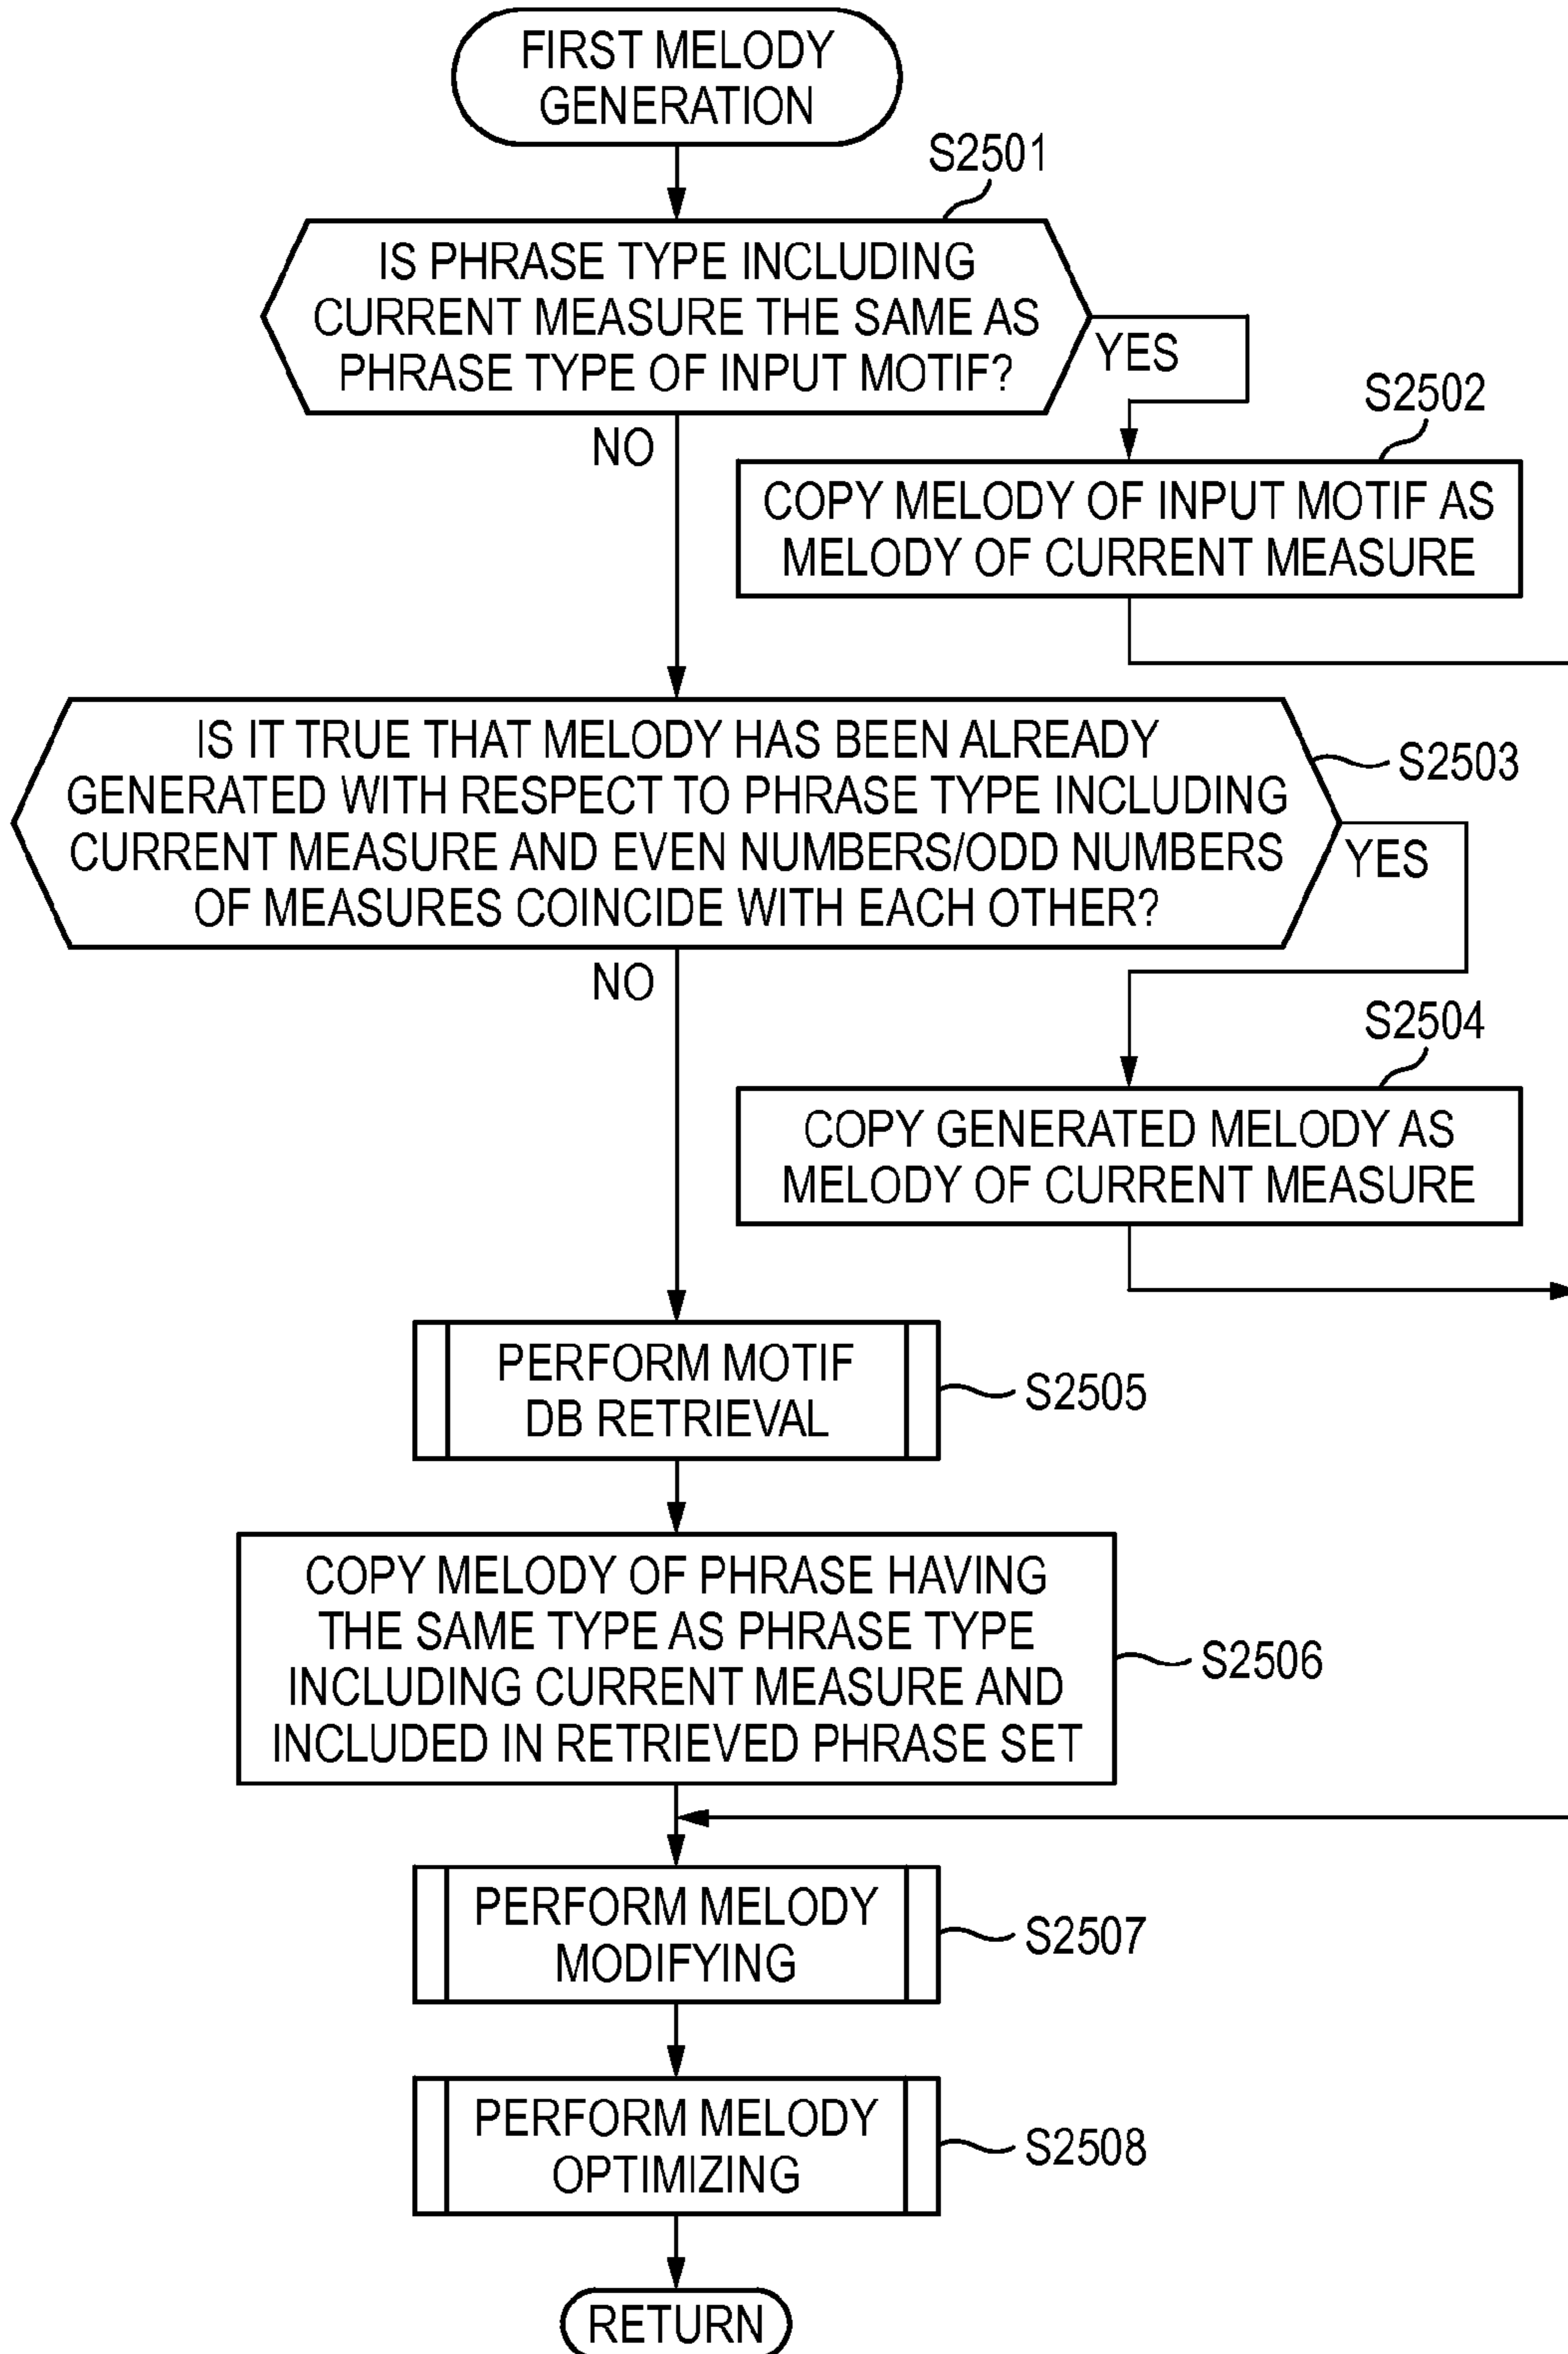 FIRST MELODY
GENERATION
S2501
IS PHRASE TYPE INCLUDING
CURRENT MEASURE THE SAME AS
PHRASE TYPE OF INPUT MOTIF?
YES
NO
S2502
COPY MELODY OF INPUT MOTIF AS
MELODY OF CURRENT MEASURE
IS IT TRUE THAT MELODY HAS BEEN ALREADY
GENERATED WITH RESPECT TO PHRASE TYPE INCLUDING
CURRENT MEASURE AND EVEN NUMBERS/ODD NUMBERS
OF MEASURES COINCIDE WITH EACH OTHER?
S2503
YES
NO
S2504
COPY GENERATED MELODY AS
MELODY OF CURRENT MEASURE
PERFORM MOTIF
DB RETRIEVAL
S2505
COPY MELODY OF PHRASE HAVING
THE SAME TYPE AS PHRASE TYPE
INCLUDING CURRENT MEASURE AND
INCLUDED IN RETRIEVED PHRASE SET
S2506
PERFORM MELODY
MODIFYING
S2507
PERFORM MELODY
OPTIMIZING
S2508
RETURN